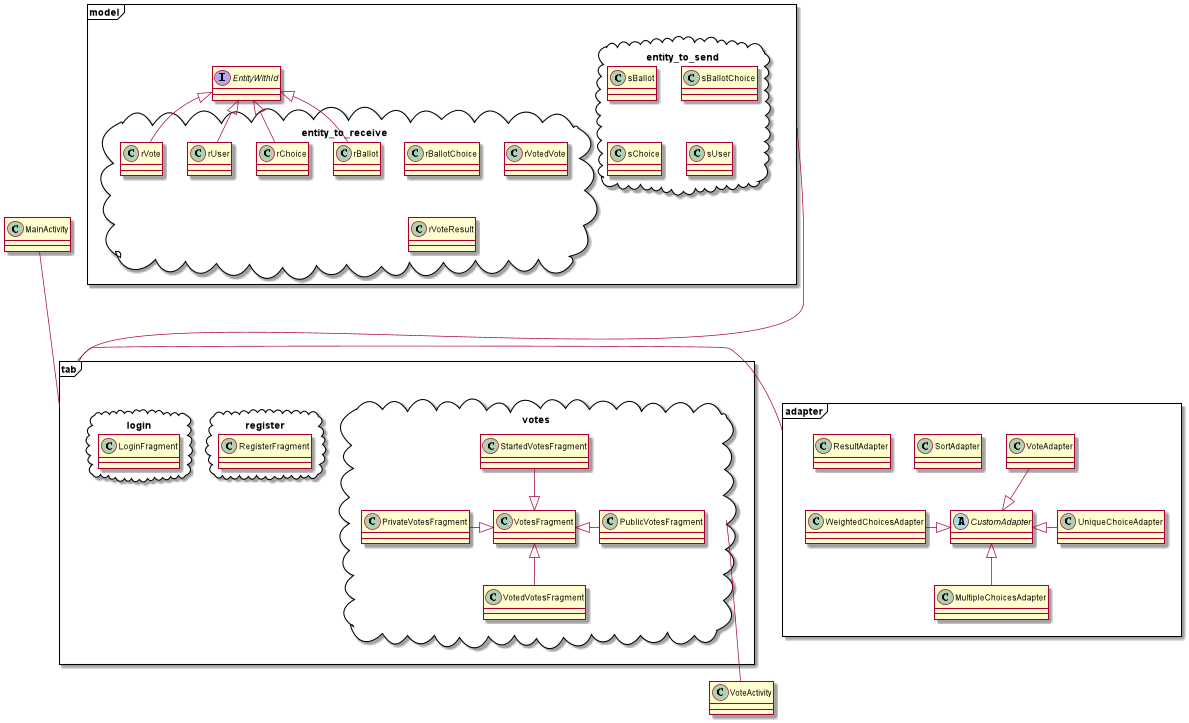 model
entity_to_send
C sBallot
C sBallotChoice
I EntityWithId
entity_to_receive
C rVote
C rUser
C rChoice
C rBallot
C rBallotChoice
C rVotedVote
C sChoice
C sUser
C MainActivity
C rVoteResult
tab
login
C LoginFragment
register
C RegisterFragment
votes
C StartedVotesFragment
C PrivateVotesFragment
C VotesFragment
C PublicVotesFragment
C VotedVotesFragment
adapter
C ResultAdapter
C SortAdapter
C VoteAdapter
C WeightedChoicesAdapter
A CustomAdapter
C UniqueChoiceAdapter
C MultipleChoicesAdapter
C VoteActivity